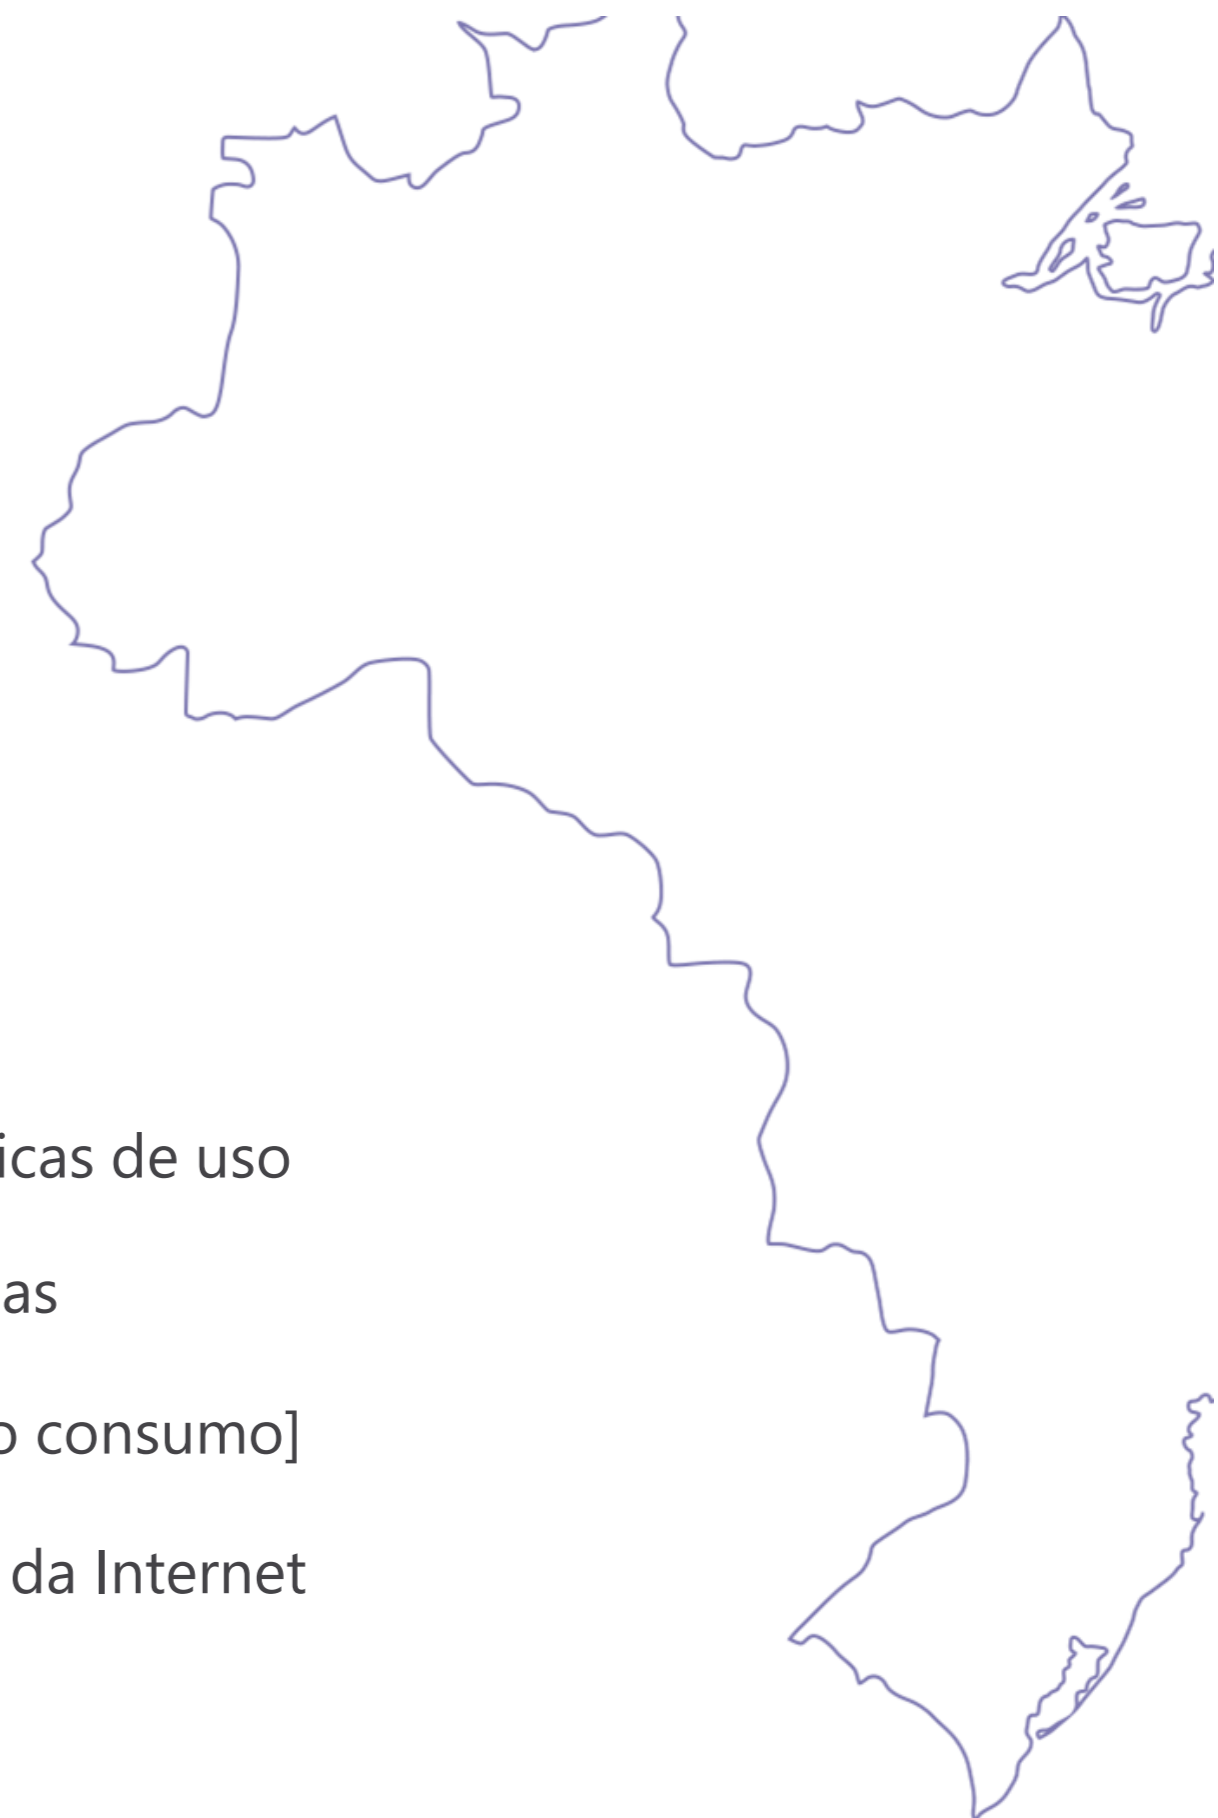 icas de uso
as
o consumo]
da Internet